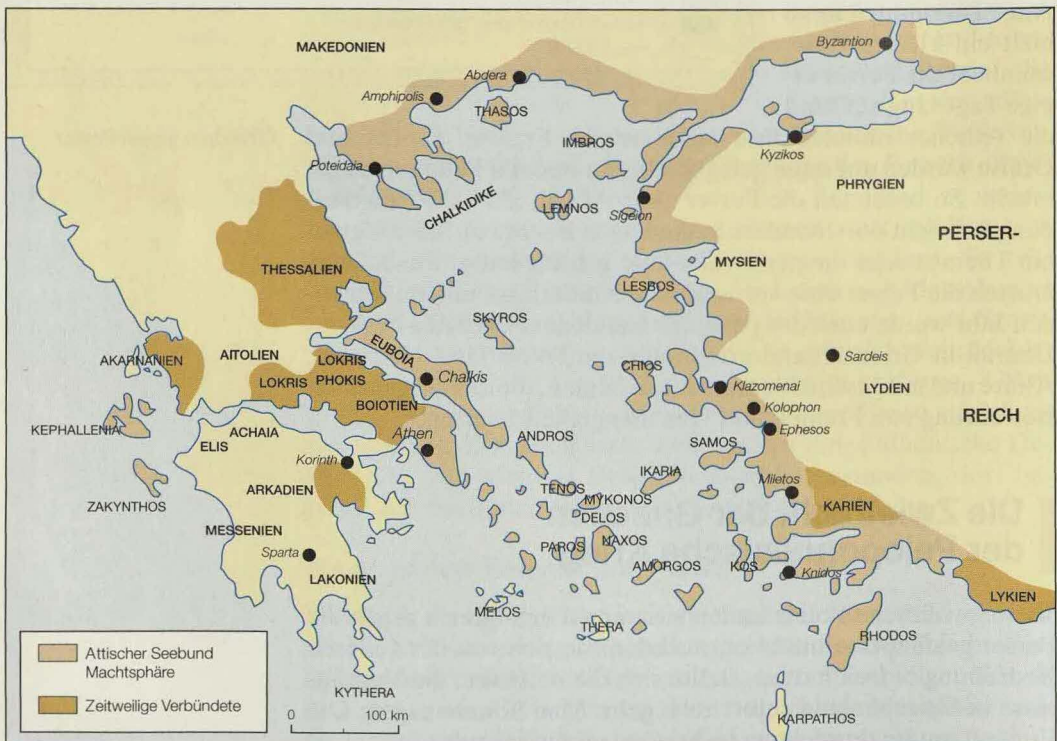 MAKEDONIEN
Byzantion
Abdera
Amphipolis
THASOS
IMBROS
Kyzikos
Poteidaia
PHRYGIEN
CHALKIDIKE
LEMNOS
Sigeion
PERSER-
THESSALIEN
MYSIEN
LESBOS
SKYROS
AKARNANIEN
AITOLIEN
LOKRIS
EUBOIA
Sardeis
CHIOS
LOKRIS
PHOKIS
Chalkis
Klazomenai
LYDIEN
BOIOTIEN
Kolophon
REICH
KEPHALLENIA
ACHAIA
ELIS
Athen
ANDROS
SAMOS
Ephesos
Korinth
IKARIA
ARKADIEN
TENOS
MYKONOS
Miletos
ZAKYNTHOS
DELOS
KARIEN
MESSENIEN
Sparta
PAROS
NAXOS
LAKONIEN
AMORGOS
KOS
Knidos
MELOS
LYKIEN
THERA
RHODOS
Attischer Seebund
Machtsphäre
KYTHERA
Zeitweilige Verbündete
0
100 km
KARPATHOS